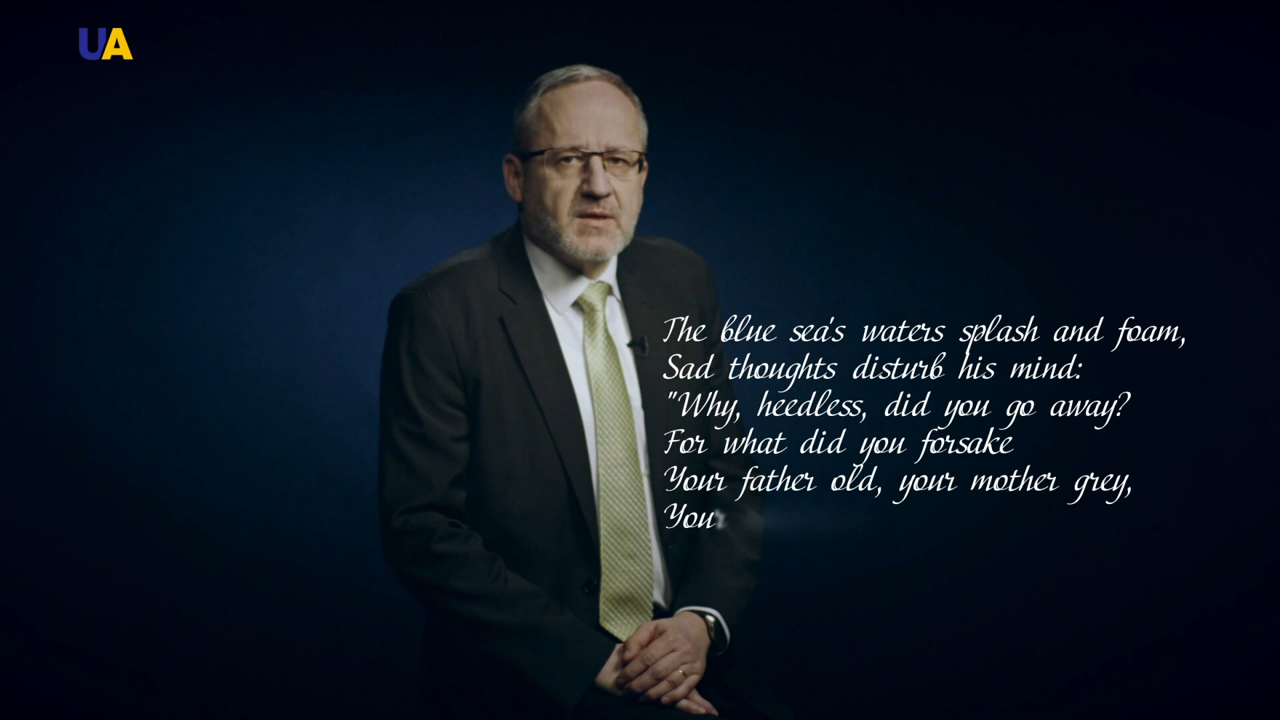 UA
The blue sea's waters splash and foam,
Sad thoughts disturb his mind:
"Why, heedless, did you go away?
For what did you forsake
Your father old, your mother grey,
Your